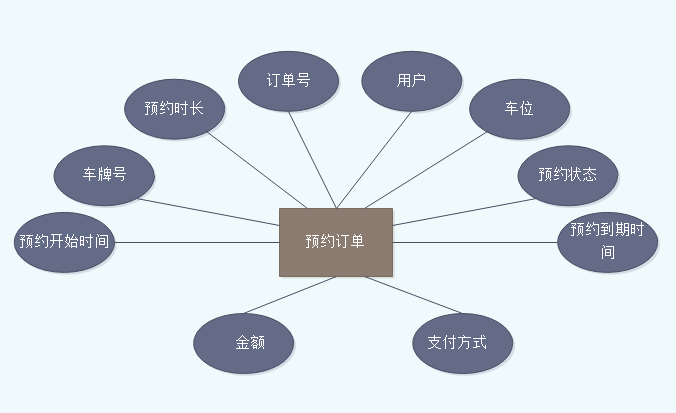 订单号
用户
预约时长
车位
车牌号
预约状态
预约开始时间
预约订单
预约到期时
间
金额
支付方式